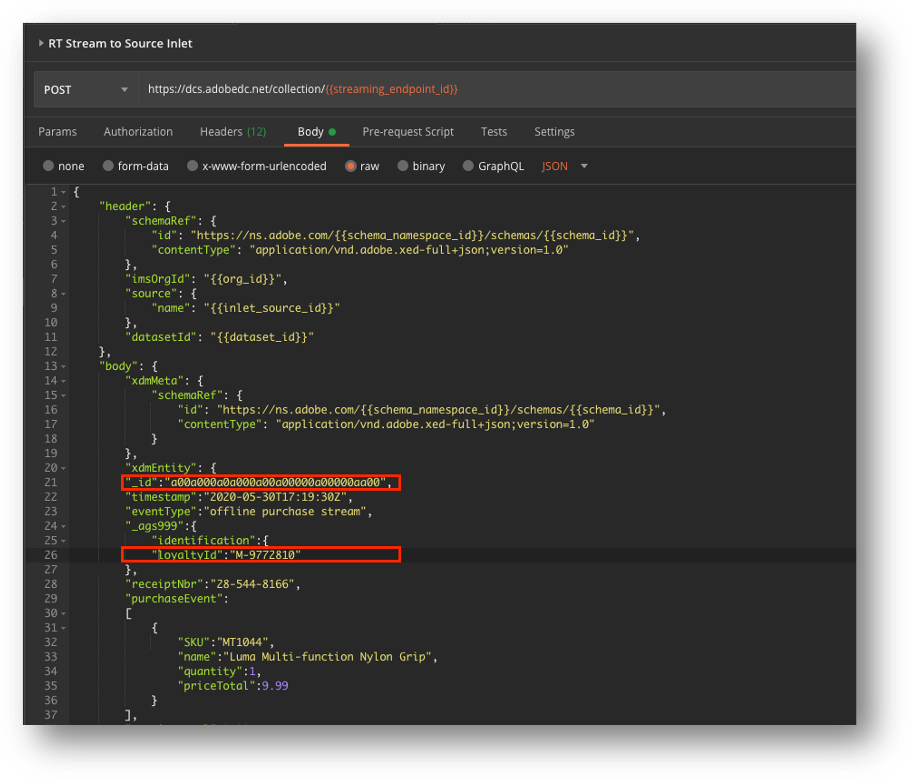 RT Stream to Source Inlet
POST https://dcs.adobedc.net/collection/{{streaming_endpoint_id}}
Params Authorization Headers (12) Body Pre-request Script Tests Settings
none form-data x-www-form-urlencoded raw binary GraphQL JSON
1 {
2 "header": {
3 "schemaRef": {
4 "id": "https://ns.adobe.com/{{schema_namespace_id}}/schemas/{{schema_id}}",
5 "contentType": "application/vnd.adobe.xed-full+json;version=1.0"
6 },
7 "imsOrgId": "{{org_id}}",
8 "source": {
9 "name": "{{inlet_source_id}}"
10 },
11 "datasetId": "{{dataset_id}}"
12 },
13 "body": {
14 "xdmMeta": {
15 "schemaRef": {
16 "id": "https://ns.adobe.com/{{schema_namespace_id}}/schemas/{{schema_id}}",
17 "contentType": "application/vnd.adobe.xed-full+json;version=1.0"
18 }
19 },
20 "xdmEntity": {
21 "_id":"a00a000a0a000a00a00000a00000aa00",
22 "timestamp":"2020-05-30T17:19:30Z",
23 "eventType":"offline purchase stream",
24 "_ags999":{
25 "identification":{
26 "loyaltyId":"M-9772810"
27 },
28 "receiptNbr":"28-544-8166",
29 "purchaseEvent":
30 [
31 {
32 "SKU":"MT1044",
33 "name":"Luma Multi-function Nylon Grip",
34 "quantity":1,
35 "priceTotal":9.99
36 }
37 ],